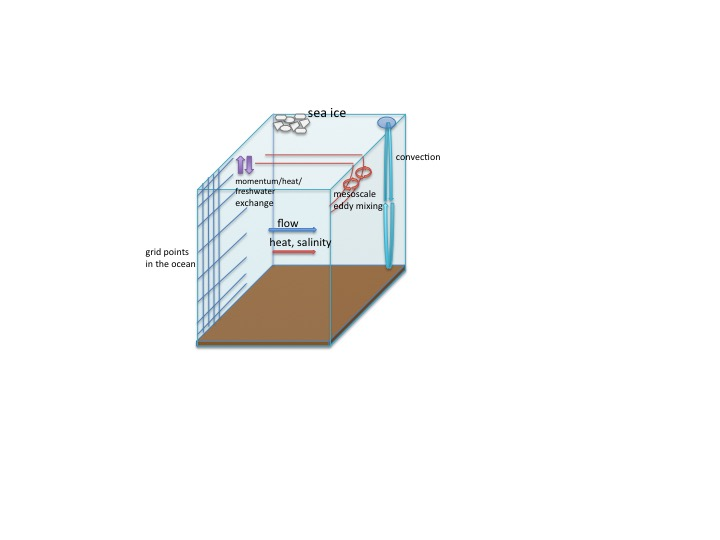 sea ice
convection
momentum/heat/
freshwater
exchange
mesoscale
eddy mixing
flow
heat, salinity
grid points
in the ocean